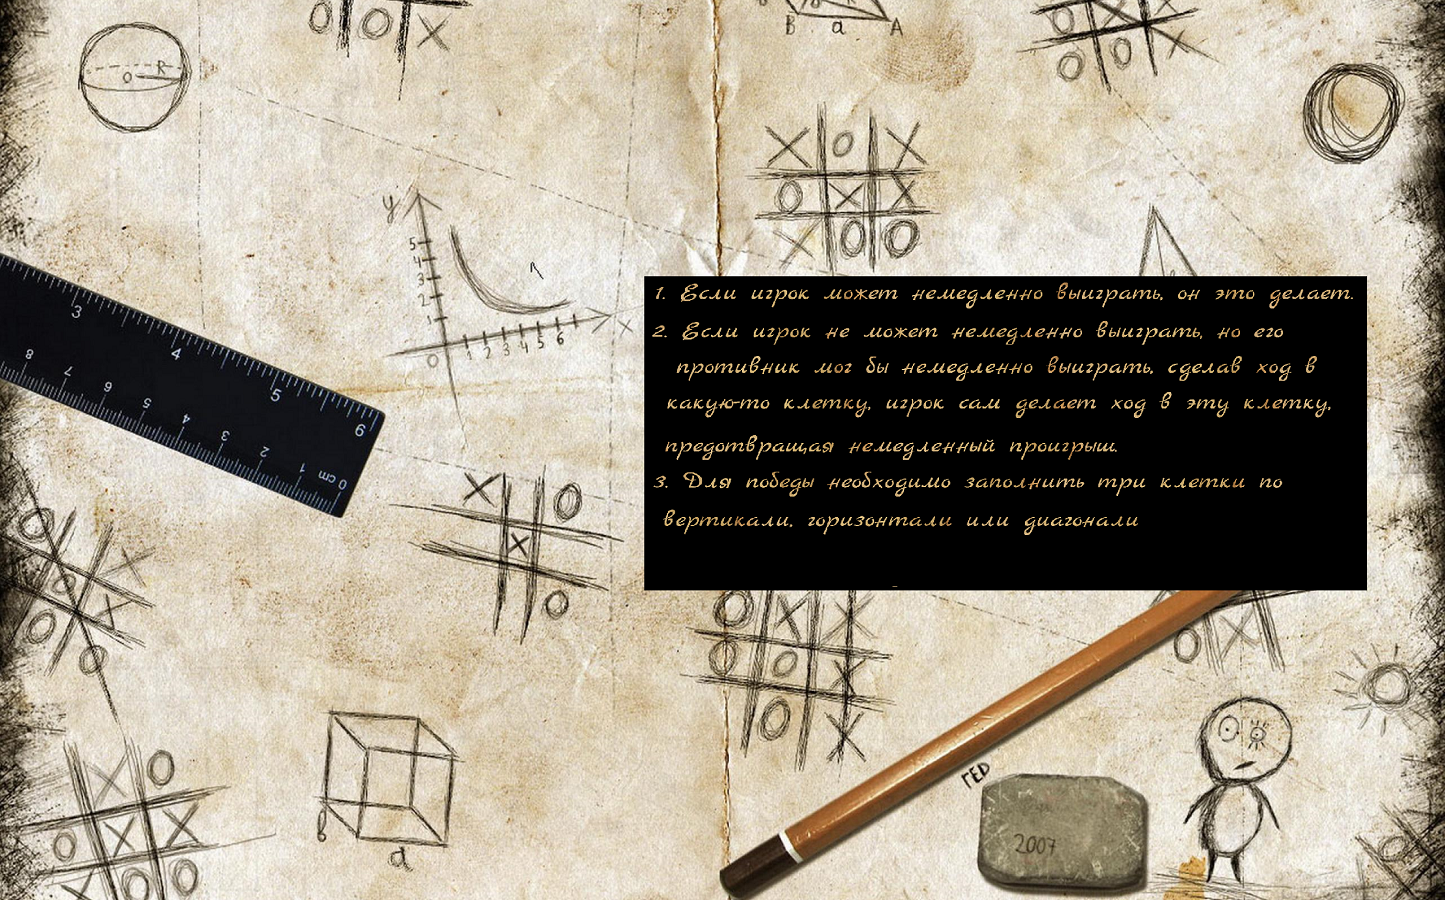 B a A
O R
X O X
O X X
X O O
y
5
4
3
2
1
0 1 2 3 4 5 6 x
1. Если игрок может немедленно выиграть, он это делает.
2. Если игрок не может немедленно выиграть, но его
противник мог бы немедленно выиграть, сделав ход в
какую-то клетку, игрок сам делает ход в эту клетку,
предотвращая немедленный проигрыш.
3. Для победы необходимо заполнить три клетки по
вертикали, горизонтали или диагонали
3 4 5 6
8 7 6 5 4 3 2 1 0 cm
X O
X
O
O X X
O O X
O X
ГЕД
2007
в
a